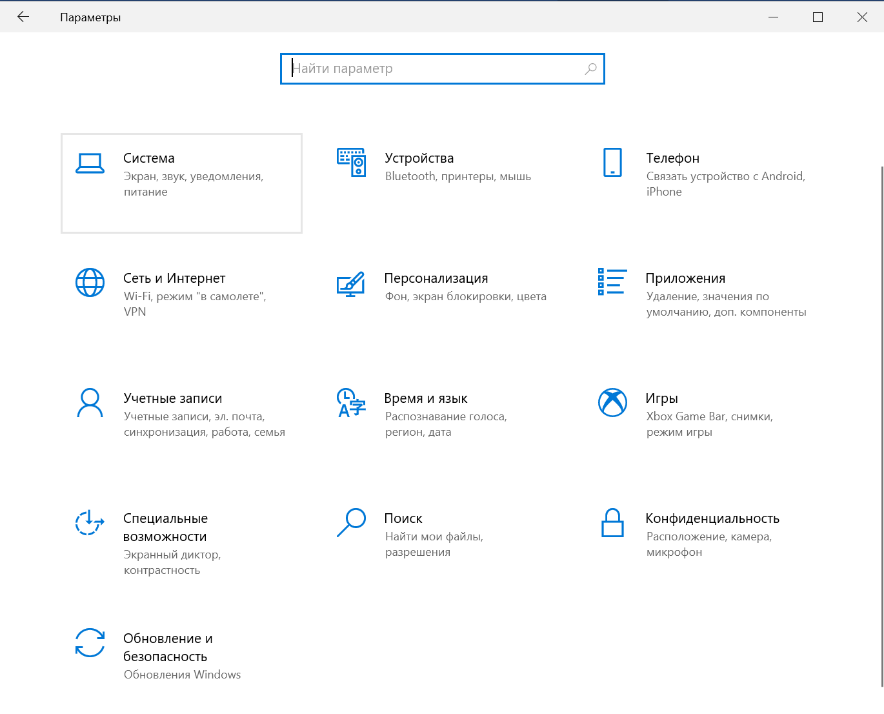 Параметры
Найти параметр
Система
Экран, звук, уведомления,
питание
Устройства
Bluetooth, принтеры, мышь
Телефон
Связать устройство с Android,
iPhone
Сеть и Интернет
Wi-Fi, режим "в самолете",
VPN
Персонализация
Фон, экран блокировки, цвета
Приложения
Удаление, значения по
умолчанию, доп. компоненты
Учетные записи
Учетные записи, эл. почта,
синхронизация, работа, семья
Время и язык
Распознавание голоса,
регион, дата
Игры
Xbox Game Bar, снимки,
режим игры
Специальные
возможности
Экранный диктор,
контрастность
Поиск
Найти мои файлы,
разрешения
Конфиденциальность
Расположение, камера,
микрофон
Обновление и
безопасность
Обновления Windows